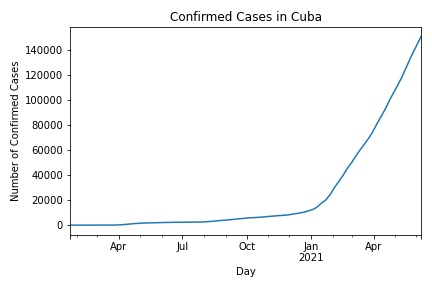 Confirmed Cases in Cuba
Number of Confirmed Cases
140000
120000
100000
80000
60000
40000
20000
0
Apr Jul Oct Jan Apr
2021
Day